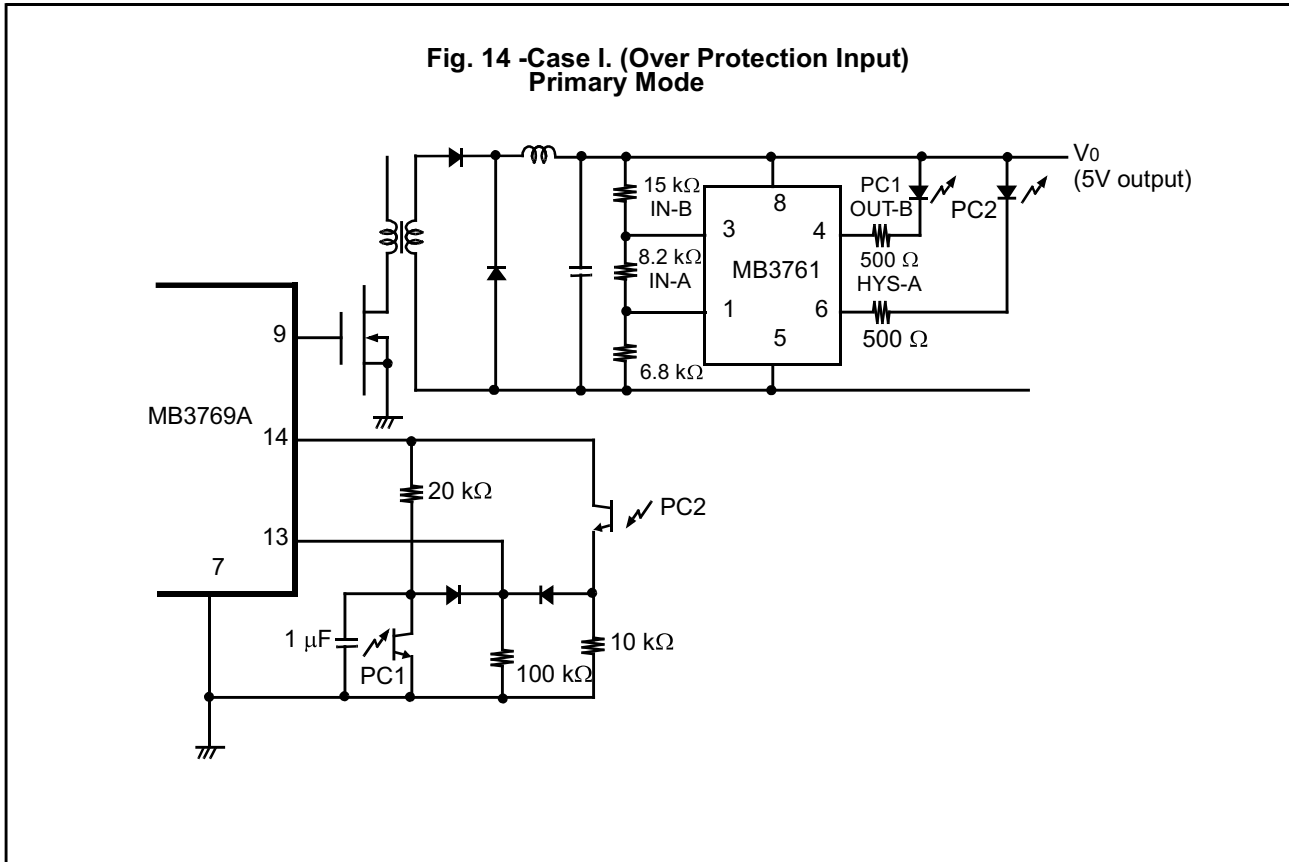 Fig. 14 -Case I. (Over Protection Input)
Primary Mode
V0
(5V output)
15 kΩ
IN-B
8.2 kΩ
IN-A
6.8 kΩ
8
3
4
MB3761
1
6
5
PC1
OUT-B
PC2
500 Ω
HYS-A
500 Ω
9
MB3769A
14
20 kΩ
PC2
13
7
1 μF
PC1
100 kΩ
10 kΩ